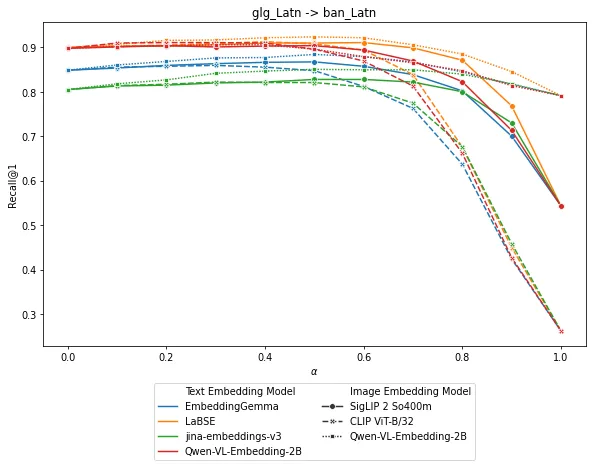 glg_Latn -> ban_Latn
Recall@1
0.9
0.8
0.7
0.6
0.5
0.4
0.3
0.0
0.2
0.4
0.6
0.8
1.0
α
Text Embedding Model
EmbeddingGemma
LaBSE
jina-embeddings-v3
Qwen-VL-Embedding-2B
Image Embedding Model
SigLIP 2 So400m
CLIP ViT-B/32
Qwen-VL-Embedding-2B